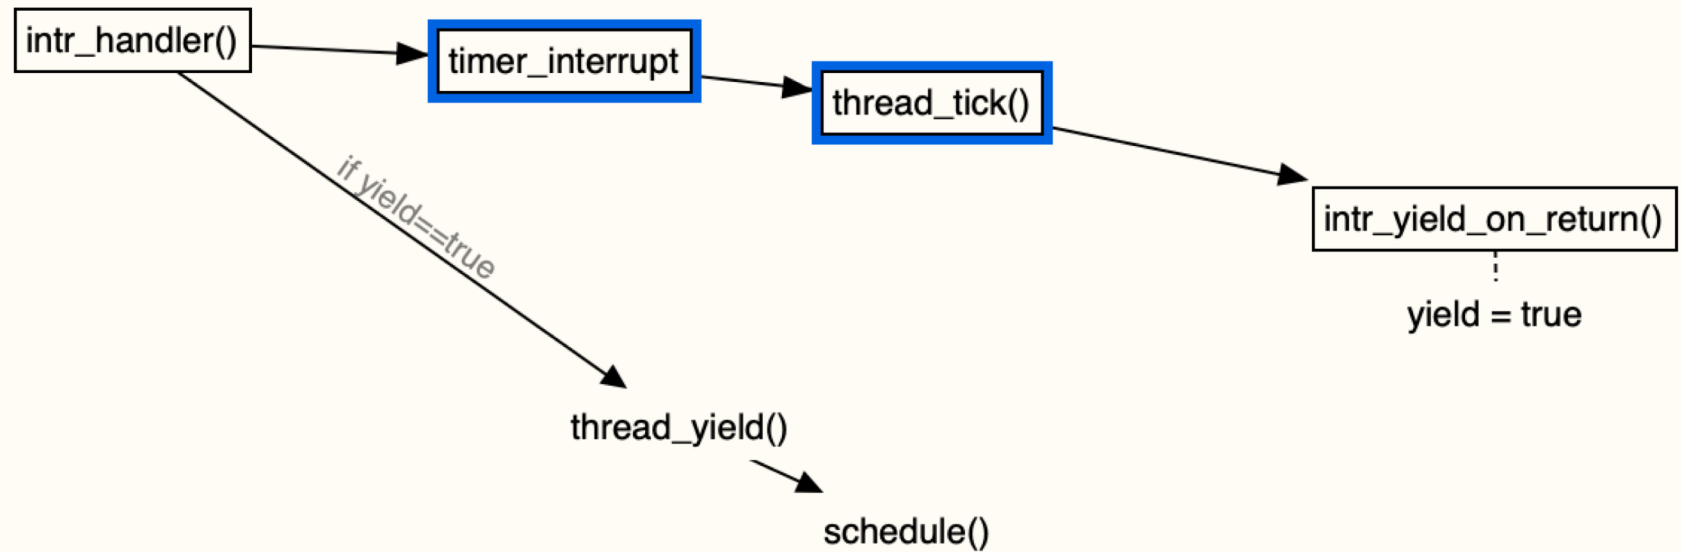 intr_handler()
timer_interrupt
thread_tick()
if yield==true
intr_yield_on_return()
yield = true
thread_yield()
schedule()